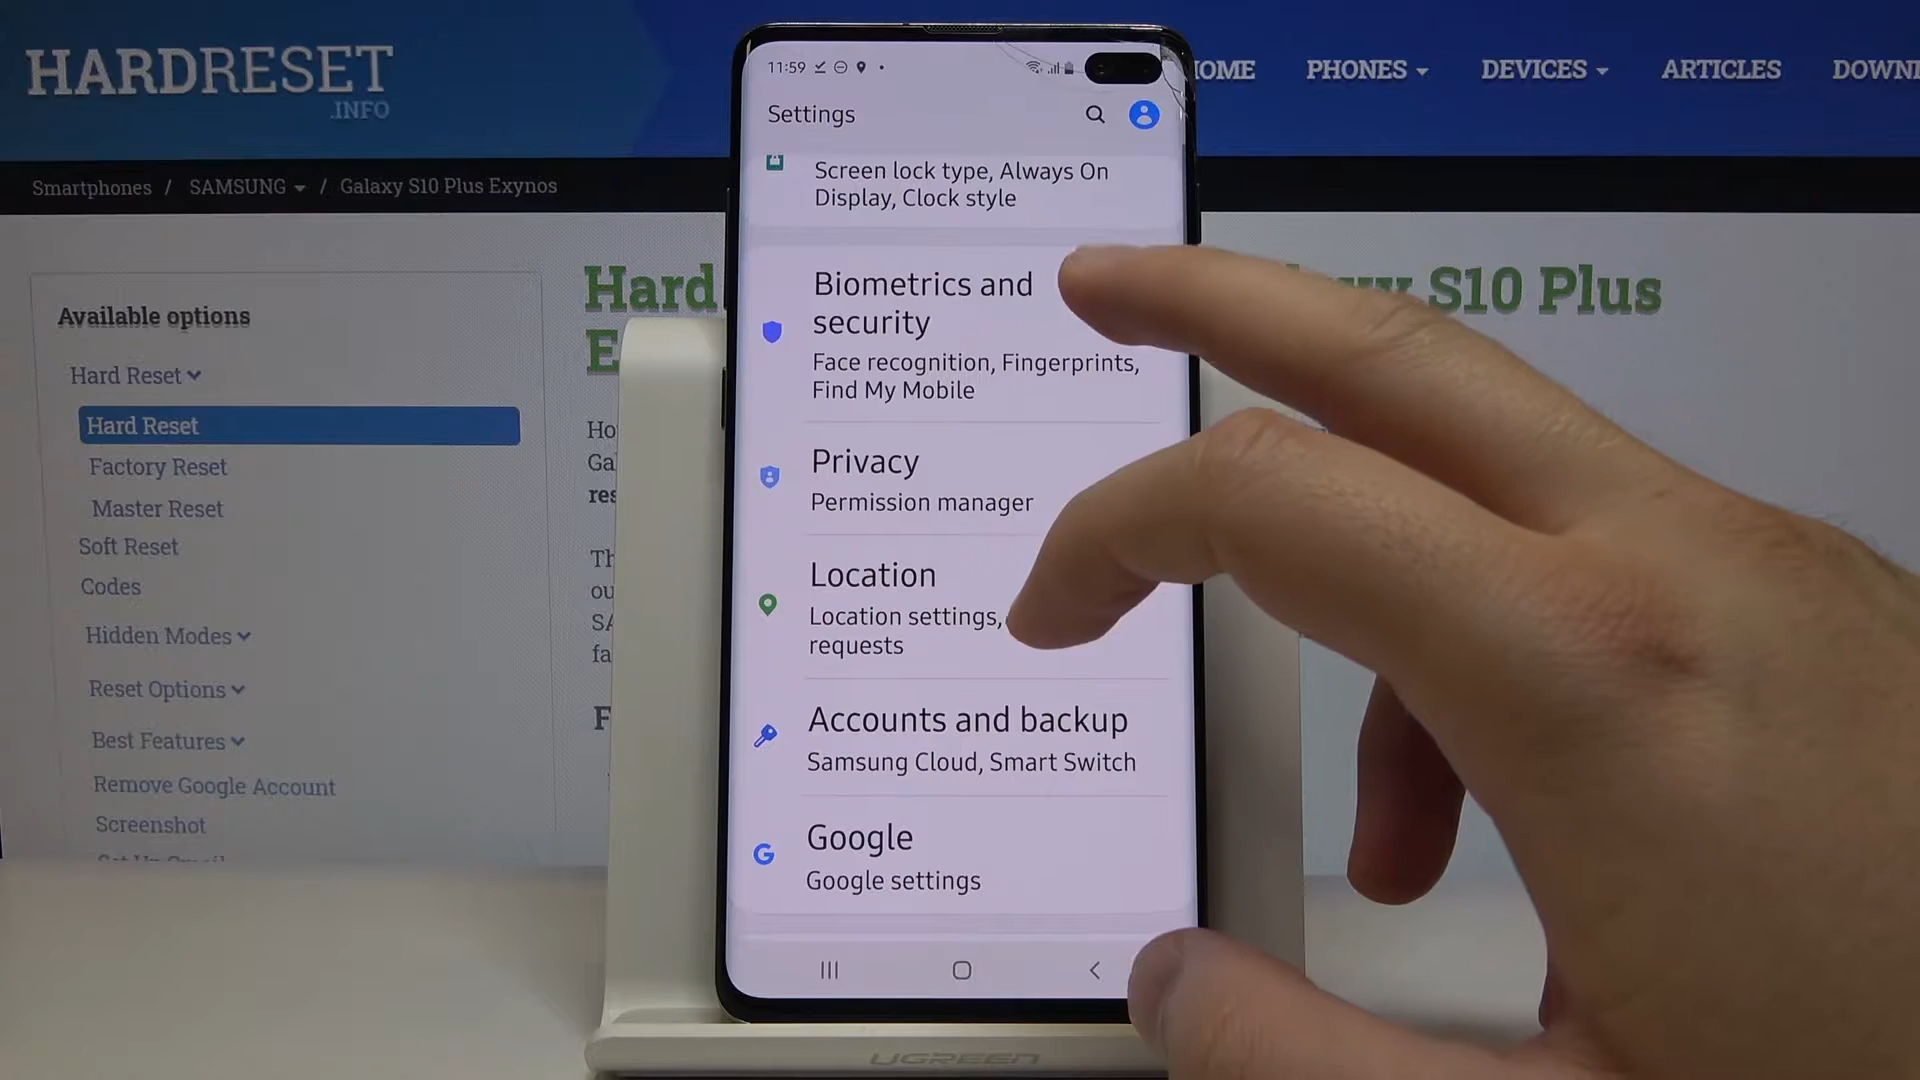 HARDRESET
.INFO
HOME
PHONES
DEVICES
ARTICLES
Smartphones / SAMSUNG / Galaxy S10 Plus Exynos
Available options
Hard Reset
Hard Reset
Factory Reset
Master Reset
Soft Reset
Codes
Hidden Modes
Reset Options
Best Features
Remove Google Account
Screenshot
Hard
S10 Plus
11:59
Settings
Screen lock type, Always On
Display, Clock style
Biometrics and
security
Face recognition, Fingerprints,
Find My Mobile
Privacy
Permission manager
Location
Location settings,
requests
Accounts and backup
Samsung Cloud, Smart Switch
Google
Google settings
UGREEN